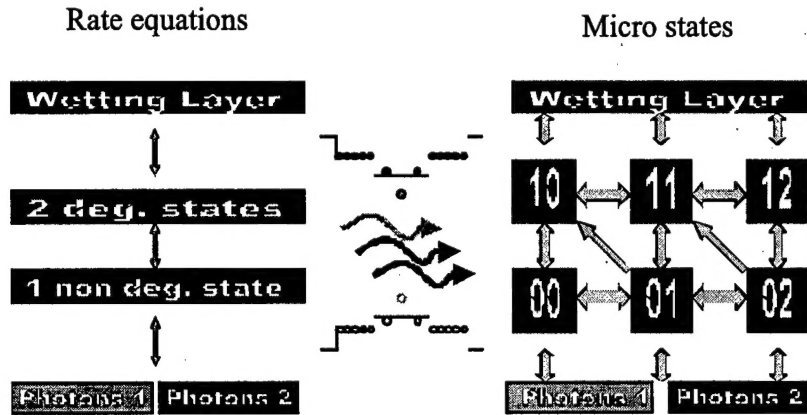 Rate equations
Micro states
Wetting Layer
2 deg. states
1 non deg. state
Photons 1 Photons 2
Wetting Layer
10 11 12
00 01 02
Photons 1 Photons 2